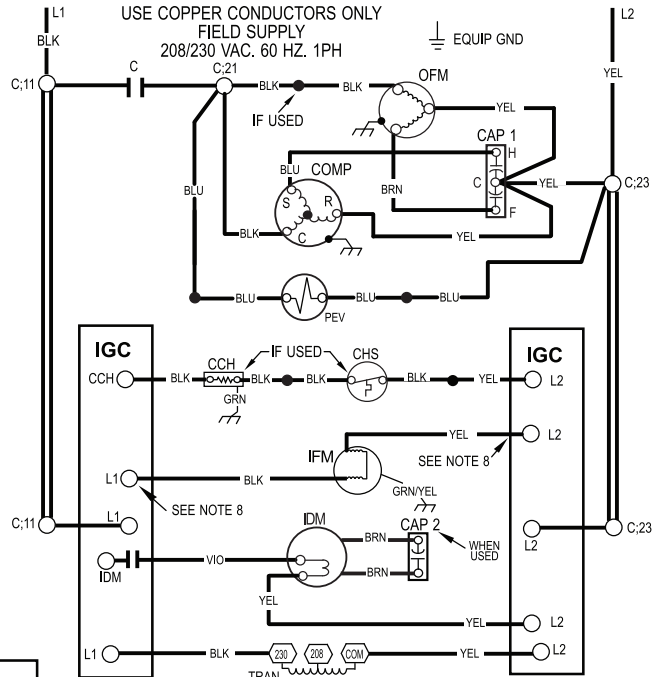 L1
USE COPPER CONDUCTORS ONLY
FIELD SUPPLY
208/230 VAC. 60 HZ. 1PH
EQUIP GND
L2
BLK
YEL
C;11
C
C;21
BLK
BLK
OFM
IF USED
YEL
CAP 1
H
BLU
COMP
BLU
BRN
C
YEL
C;23
S
R
C
F
BLK
YEL
BLU
BLU
BLU
PEV
IGC
IGC
IF USED
CCH
CCH
BLK
BLK
BLK
CHS
BLK
YEL
L2
GRN
YEL
L2
IFM
SEE NOTE 8
L1
BLK
GRN/YEL
SEE NOTE 8
C;11
L1
IDM
CAP 2
C;23
BRN
WHEN
USED
L2
VIO
IDM
BRN
YEL
YEL
L2
L1
BLK
230
208
COM
YEL
L2
TRAN